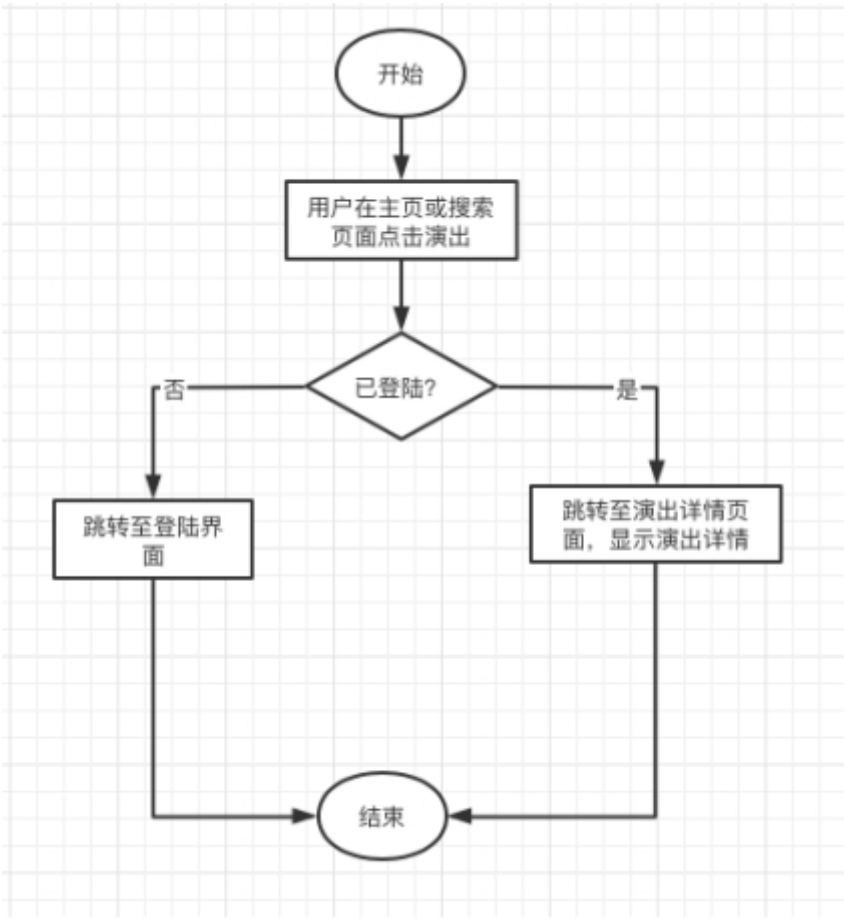 开始
用户在主页或搜索
页面点击演出
已登陆?
否
是
跳转至登陆界
面
跳转至演出详情页
面，显示演出详情
结束